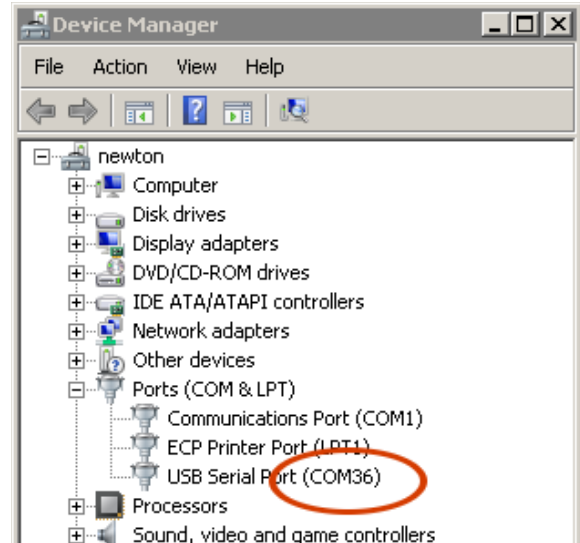 Device Manager
File Action View Help
newton
Computer
Disk drives
Display adapters
DVD/CD-ROM drives
IDE ATA/ATAPI controllers
Network adapters
Other devices
Ports (COM & LPT)
Communications Port (COM1)
ECP Printer Port (LPT1)
USB Serial Port (COM36)
Processors
Sound, video and game controllers